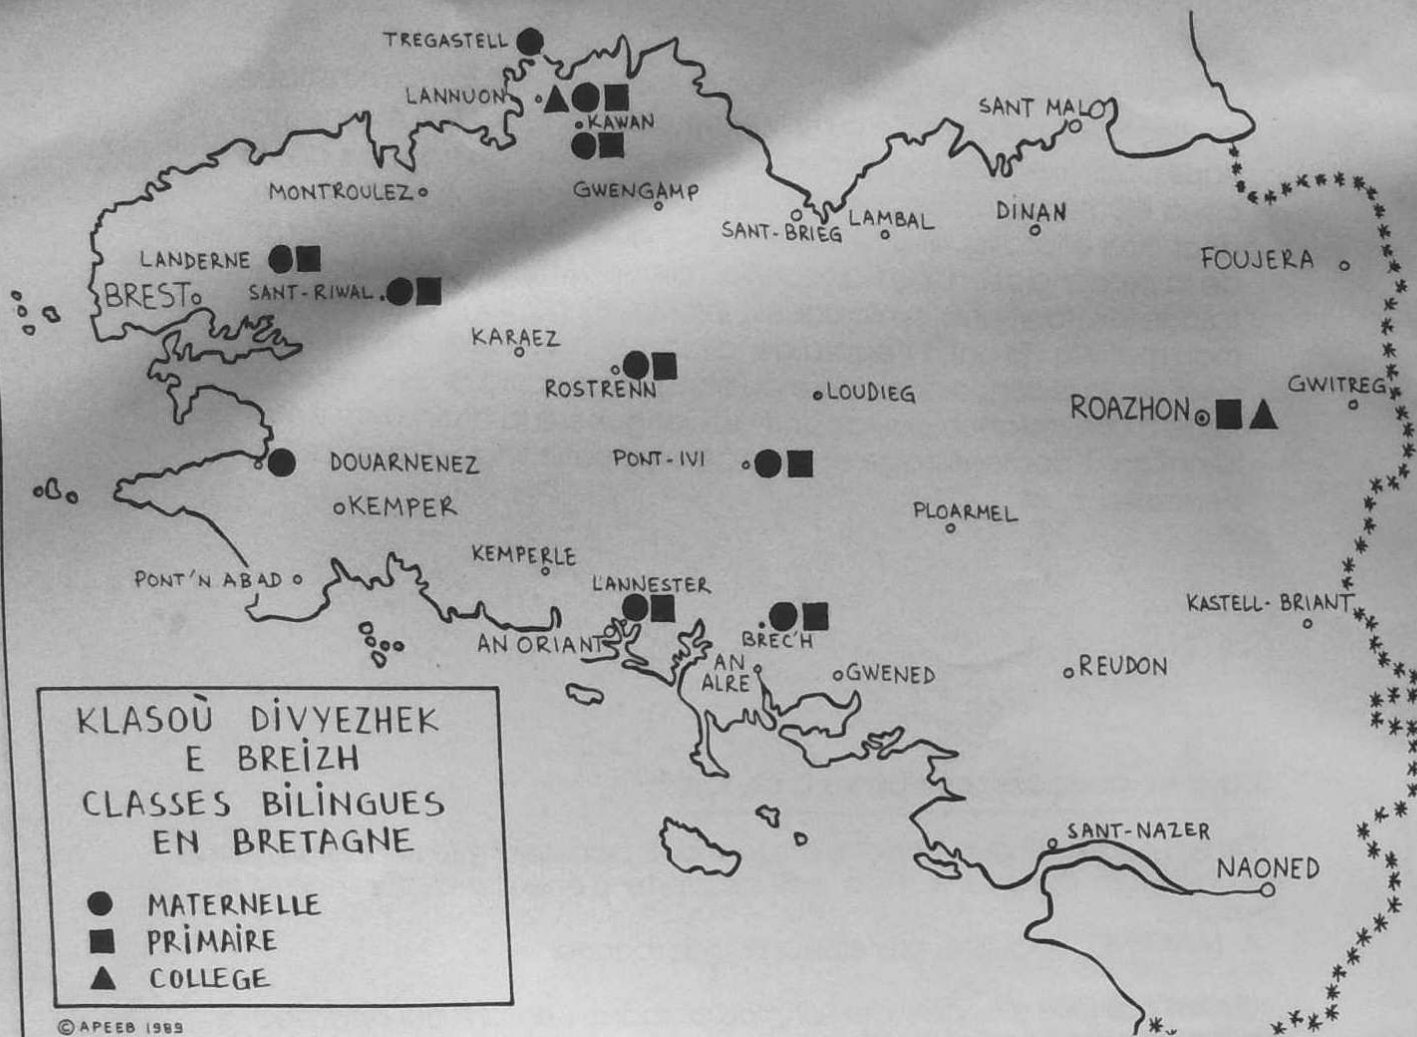 TREGASTELL
LANNUON
KAWAN
SANT MALO
MONTROULEZ
GWENGAMP
SANT-BRIEG
LAMBAL
DINAN
LANDERNE
FOUJERA
BREST
SANT-RIWAL
KARAEZ
ROSTRENN
LOUDIEG
GWITREG
ROAZHON
DOUARNENEZ
PONT-IVI
KEMPER
PLOARMEL
KEMPERLE
PONT'N ABAD
LANNESTER
KASTELL-BRIANT
AN ORIANT
BREC'H
AN
ALRE
GWENED
REUDON
KLASOÙ DIVYEZHEK
E BREIZH
CLASSES BILINGUES
EN BRETAGNE
MATERNELLE
PRIMAIRE
COLLEGE
SANT-NAZER
NAONED
© APEEB 1989